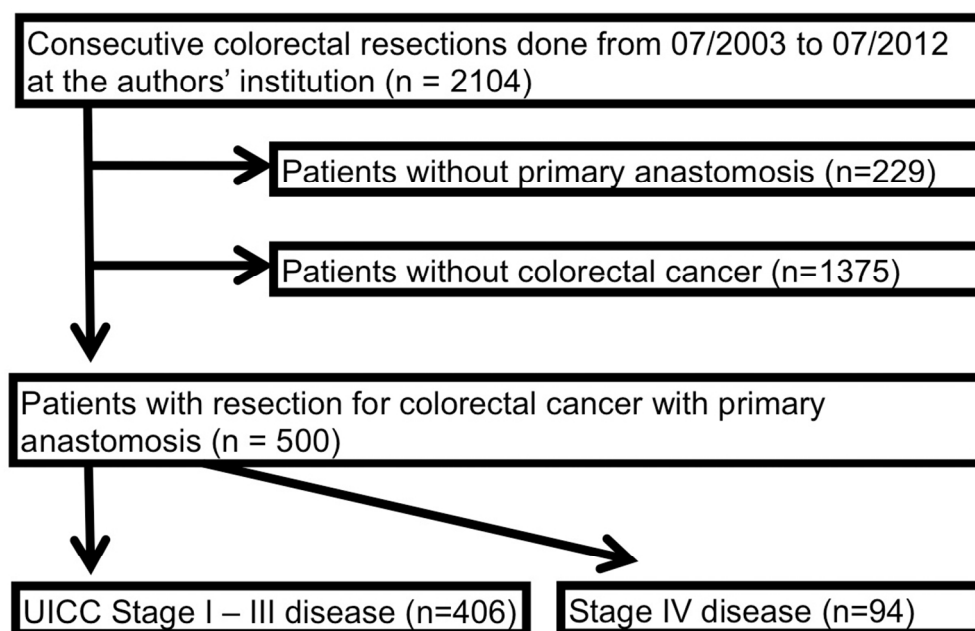 Consecutive colorectal resections done from 07/2003 to 07/2012
at the authors' institution (n = 2104)
Patients without primary anastomosis (n=229)
Patients without colorectal cancer (n=1375)
Patients with resection for colorectal cancer with primary
anastomosis (n = 500)
UICC Stage I – III disease (n=406)
Stage IV disease (n=94)